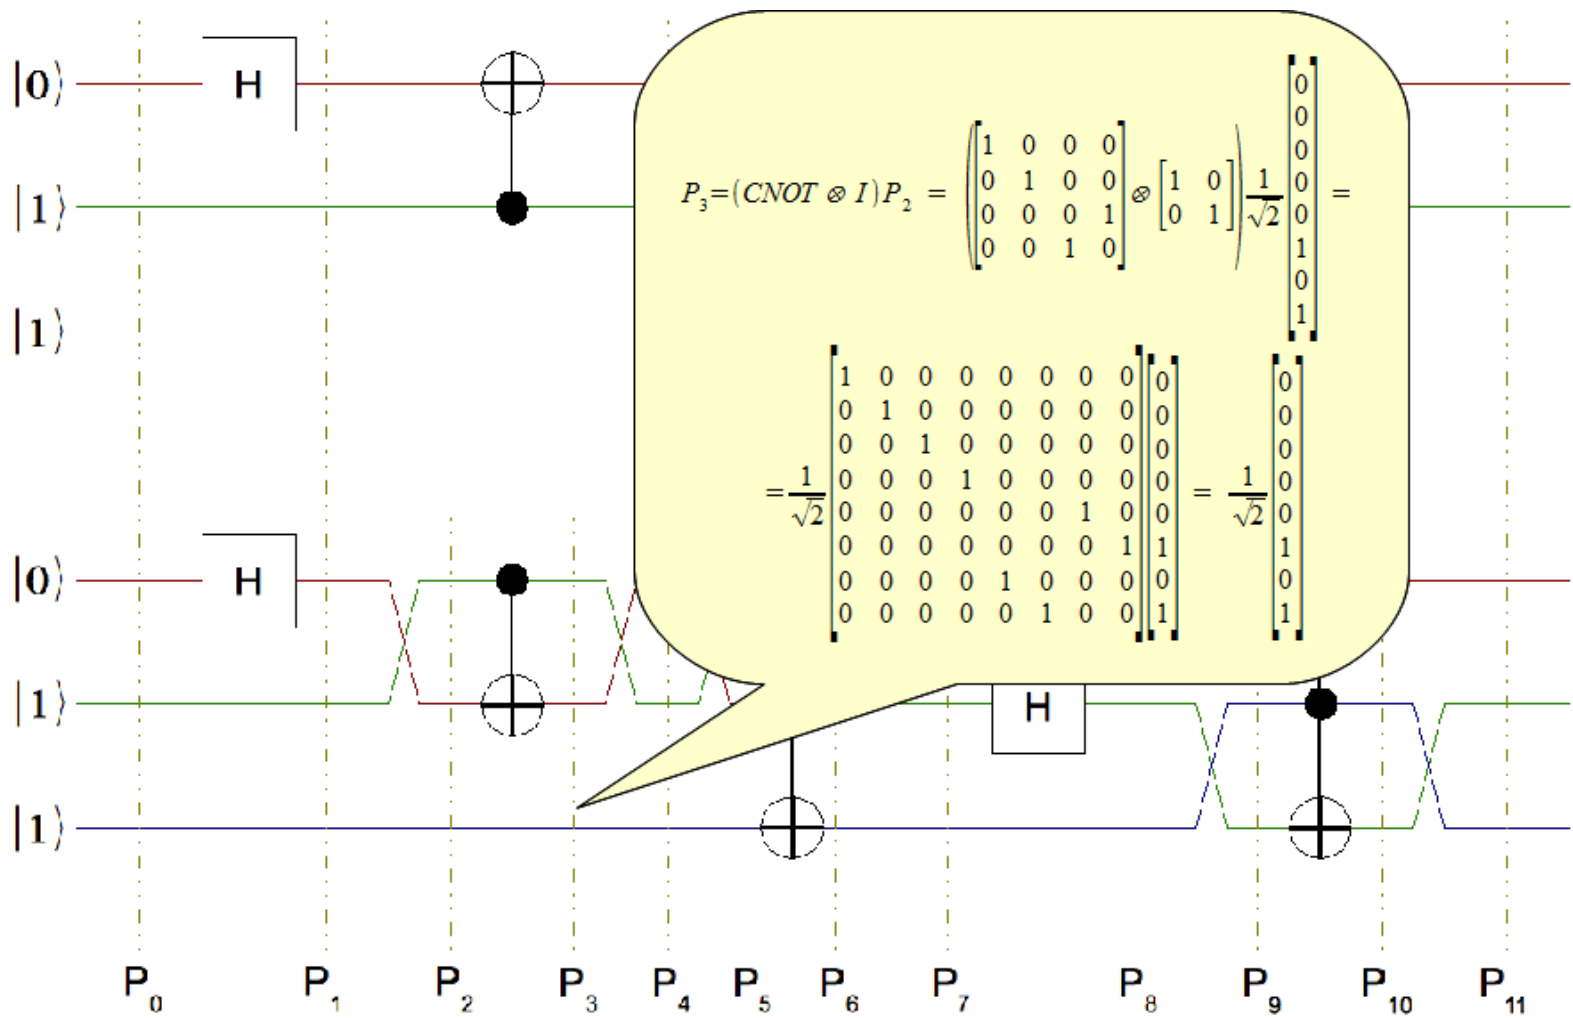 |0⟩ H
|1⟩
|1⟩
P₃=(CNOT ⊗ I)P₂ = ([1 0 0 0] ⊗ [1 0]) 1/√2 [0] =
[0 1 0 0] [0 1] [0]
[0 0 0 1] [0]
[0 0 1 0] [0]
[0]
[1]
[0]
[1]
= 1/√2 [1 0 0 0 0 0 0 0] [0] = 1/√2 [0]
[0 1 0 0 0 0 0 0] [0] [0]
[0 0 1 0 0 0 0 0] [0] [0]
[0 0 0 1 0 0 0 0] [0] [0]
[0 0 0 0 0 0 1 0] [0] [0]
[0 0 0 0 0 0 0 1] [1] [1]
[0 0 0 0 1 0 0 0] [0] [0]
[0 0 0 0 0 1 0 0] [1] [1]
|0⟩ H
|1⟩ H
|1⟩
P₀ P₁ P₂ P₃ P₄ P₅ P₆ P₇ P₈ P₉ P₁₀ P₁₁